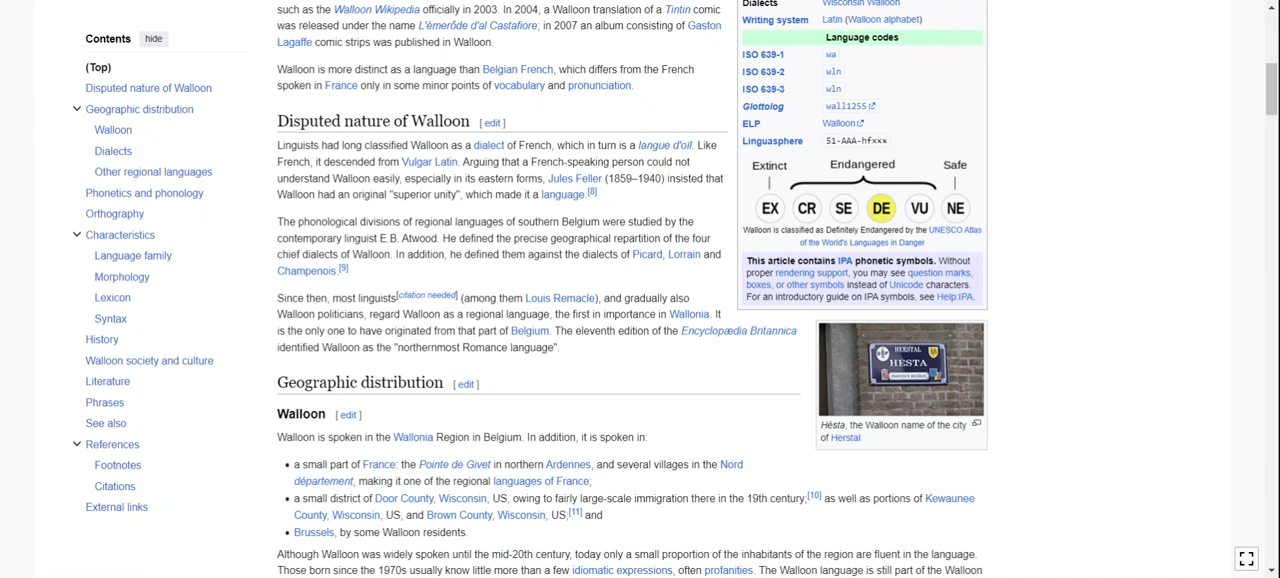 Contents hide
(Top)
Disputed nature of Walloon
Geographic distribution
Walloon
Dialects
Other regional languages
Phonetics and phonology
Orthography
Characteristics
Language family
Morphology
Lexicon
Syntax
History
Walloon society and culture
Literature
Phrases
See also
References
Footnotes
Citations
External links
such as the Walloon Wikipedia officially in 2003. In 2004, a Walloon translation of a Tintin comic
was released under the name L'èmerôde d'al Castafiore; in 2007 an album consisting of Gaston
Lagaffe comic strips was published in Walloon.
Walloon is more distinct as a language than Belgian French, which differs from the French
spoken in France only in some minor points of vocabulary and pronunciation.
Disputed nature of Walloon [ edit ]
Linguists had long classified Walloon as a dialect of French, which in turn is a langue d'oïl. Like
French, it descended from Vulgar Latin. Arguing that a French-speaking person could not
understand Walloon easily, especially in its eastern forms, Jules Feller (1859–1940) insisted that
Walloon had an original "superior unity", which made it a language.[8]
The phonological divisions of regional languages of southern Belgium were studied by the
contemporary linguist E.B. Atwood. He defined the precise geographical repartition of the four
chief dialects of Walloon. In addition, he defined them against the dialects of Picard, Lorrain and
Champenois.[9]
Since then, most linguists[citation needed] (among them Louis Remacle), and gradually also
Walloon politicians, regard Walloon as a regional language, the first in importance in Wallonia. It
is the only one to have originated from that part of Belgium. The eleventh edition of the Encyclopædia Britannica
identified Walloon as the "northernmost Romance language".
Geographic distribution [ edit ]
Walloon [ edit ]
Walloon is spoken in the Wallonia Region in Belgium. In addition, it is spoken in:
• a small part of France: the Pointe de Givet in northern Ardennes, and several villages in the Nord
département, making it one of the regional languages of France;
• a small district of Door County, Wisconsin, US, owing to fairly large-scale immigration there in the 19th century;[10] as well as portions of Kewaunee
County, Wisconsin, US, and Brown County, Wisconsin, US;[11] and
• Brussels, by some Walloon residents.
Although Walloon was widely spoken until the mid-20th century, today only a small proportion of the inhabitants of the region are fluent in the language.
Those born since the 1970s usually know little more than a few idiomatic expressions, often profanities. The Walloon language is still part of the Walloon
Dialects Wisconsin Walloon
Writing system Latin (Walloon alphabet)
Language codes
ISO 639-1 wa
ISO 639-2 wln
ISO 639-3 wln
Glottolog wall1255
ELP Walloon
Linguasphere 51-AAA-hfxxx
Extinct Endangered Safe
EX CR SE DE VU NE
Walloon is classified as Definitely Endangered by the UNESCO Atlas
of the World's Languages in Danger
This article contains IPA phonetic symbols. Without
proper rendering support, you may see question marks,
boxes, or other symbols instead of Unicode characters.
For an introductory guide on IPA symbols, see Help:IPA.
HERSTAL
HÈSTA
Hèsta, the Walloon name of the city
of Herstal